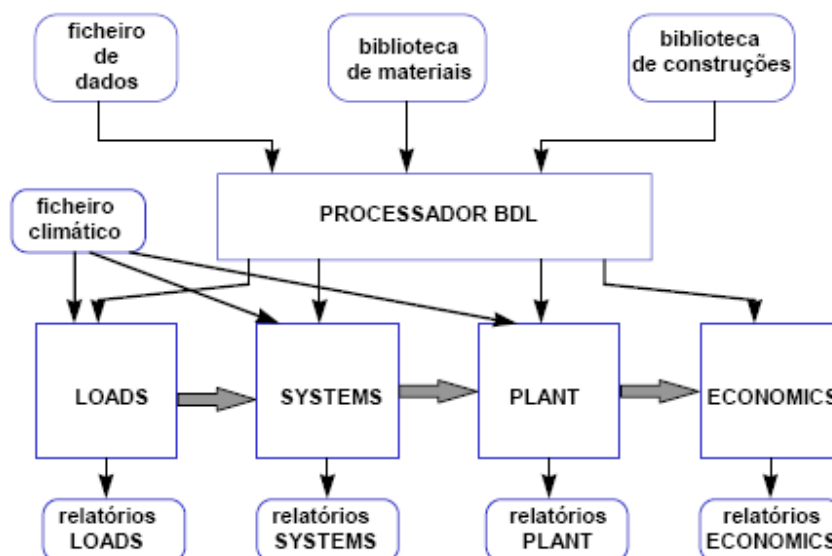 ficheiro
de
dados
biblioteca
de materiais
biblioteca
de construções
PROCESSADOR BDL
ficheiro
climático
LOADS
SYSTEMS
PLANT
ECONOMICS
relatórios
LOADS
relatórios
SYSTEMS
relatórios
PLANT
relatórios
ECONOMICS